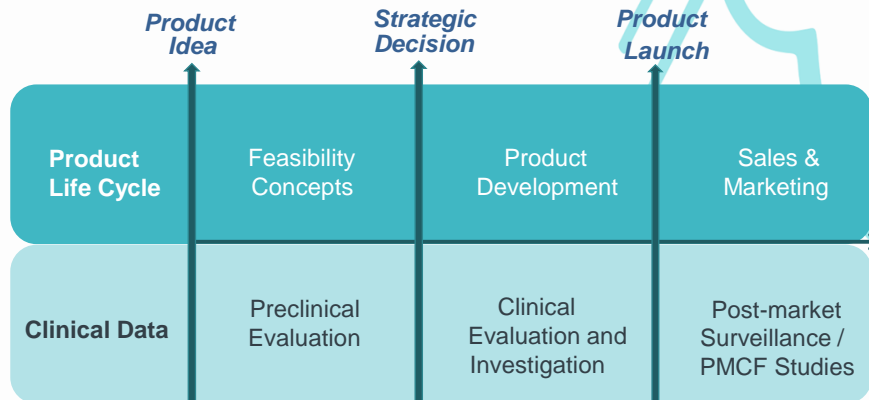 Product
Idea
Strategic
Decision
Product
Launch
Product
Life Cycle
Feasibility
Concepts
Product
Development
Sales &
Marketing
Clinical Data
Preclinical
Evaluation
Clinical
Evaluation and
Investigation
Post-market
Surveillance /
PMCF Studies